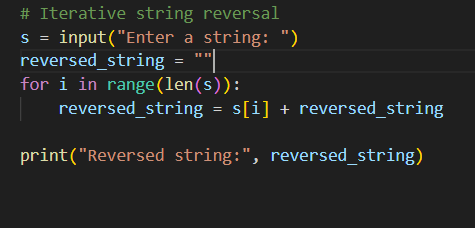 # Iterative string reversal
s = input("Enter a string: ")
reversed_string = ""
for i in range(len(s)):
    reversed_string = s[i] + reversed_string

print("Reversed string:", reversed_string)